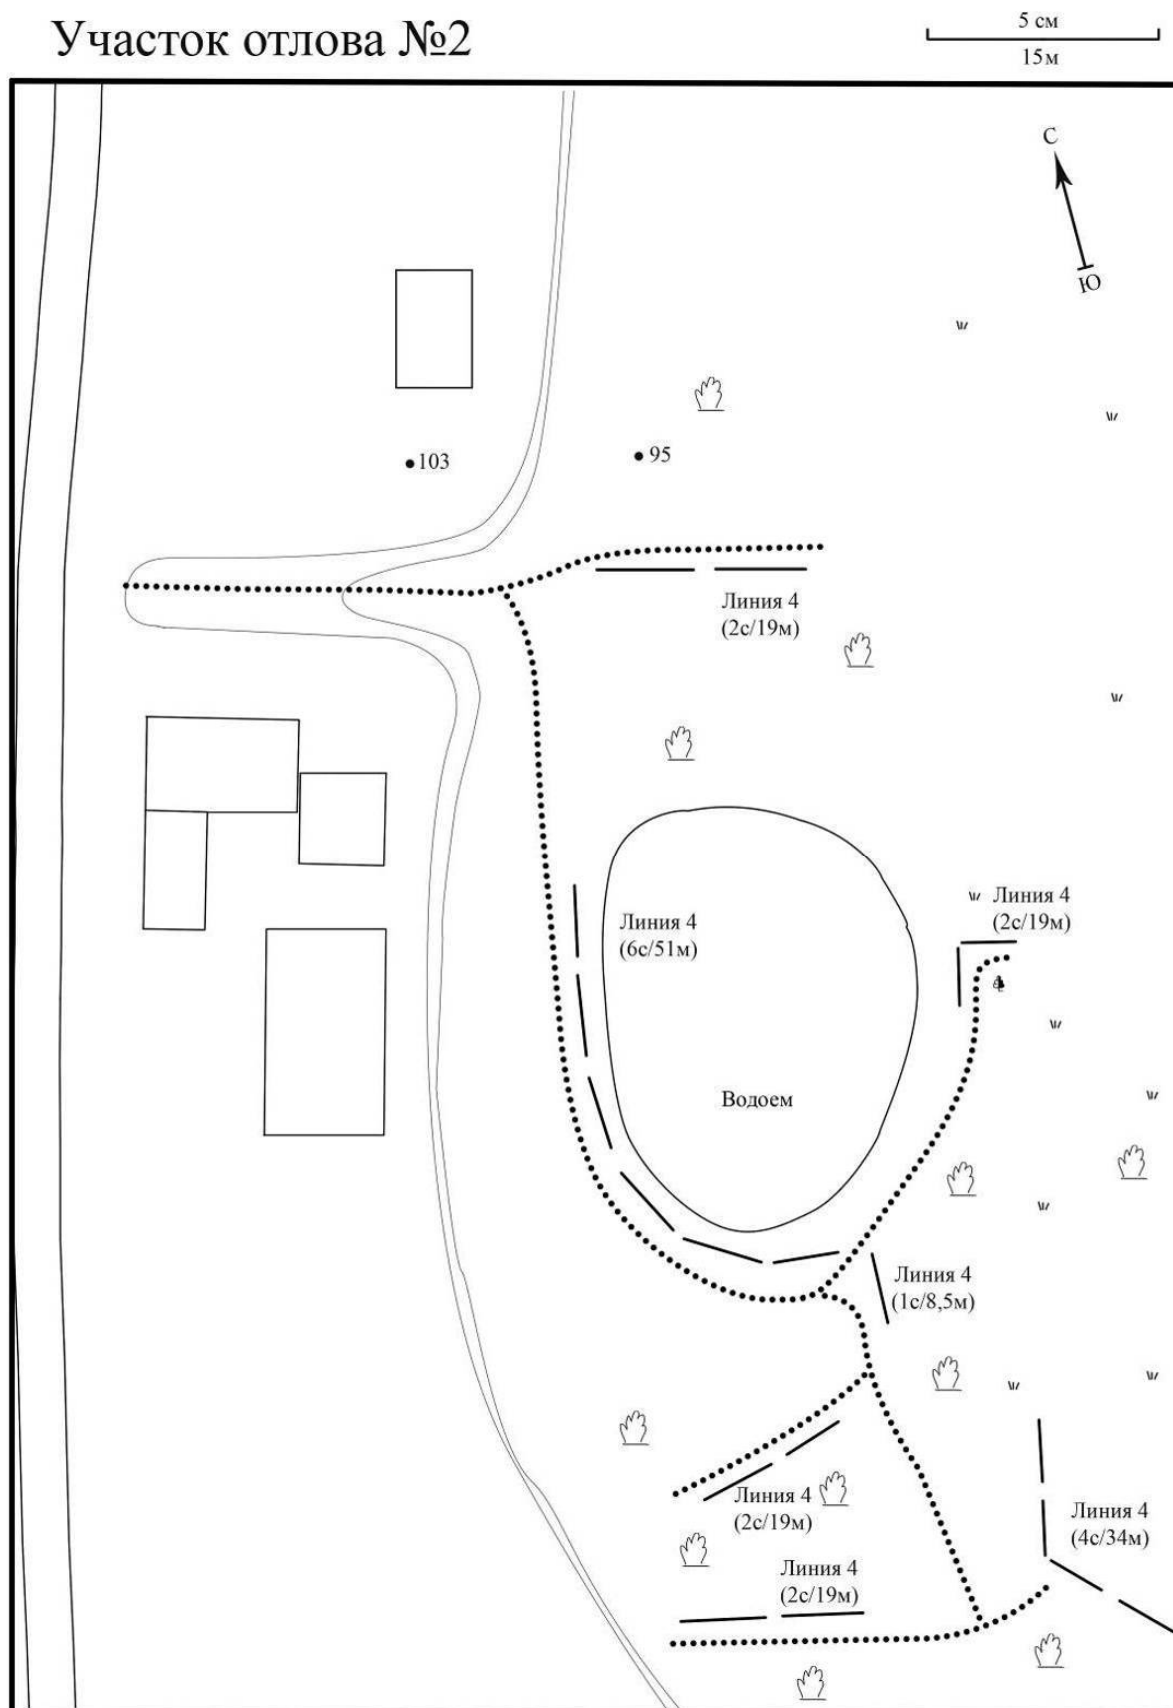 Участок отлова №2
5 см
15м
С
Ю
103
95
Линия 4
(2с/19м)
Линия 4
(6с/51м)
Линия 4
(2с/19м)
Водоем
Линия 4
(1с/8,5м)
Линия 4
(2с/19м)
Линия 4
(4с/34м)
Линия 4
(2с/19м)